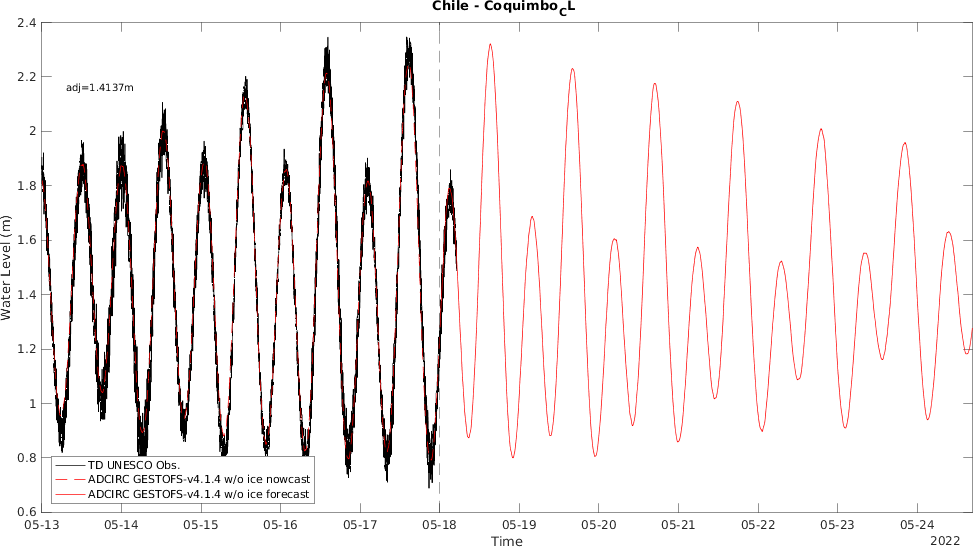 Chile - Coquimbo_CL
adj=1.4137m
Water Level (m)
2.4
2.2
2
1.8
1.6
1.4
1.2
1
0.8
0.6
TD UNESCO Obs.
ADCIRC GESTOFS-v4.1.4 w/o ice nowcast
ADCIRC GESTOFS-v4.1.4 w/o ice forecast
05-13 05-14 05-15 05-16 05-17 05-18 05-19 05-20 05-21 05-22 05-23 05-24
Time
2022